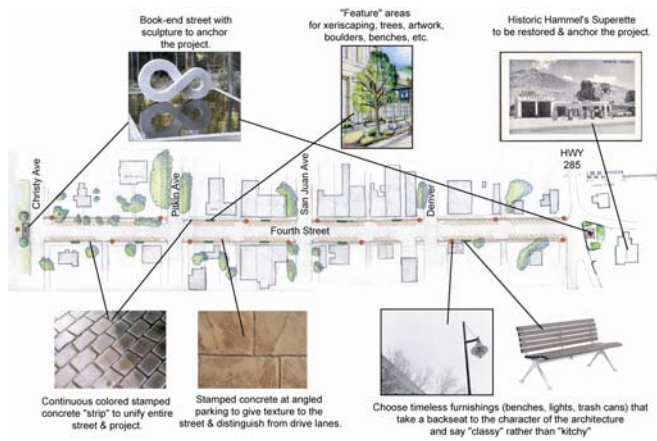 Book-end street with
sculpture to anchor
the project.
"Feature" areas
for xeriscaping, trees, artwork,
boulders, benches, etc.
Historic Hammel's Superette
to be restored & anchor the project.
Christy Ave
Pitkin Ave
San Juan Ave
Denver
HWY
285
Fourth Street
Continuous colored stamped
concrete "strip" to unify entire
street & project.
Stamped concrete at angled
parking to give texture to the
street & distinguish from drive lanes.
Choose timeless furnishings (benches, lights, trash cans) that
take a backseat to the character of the architecture
and say "classy" rather than "kitchy"